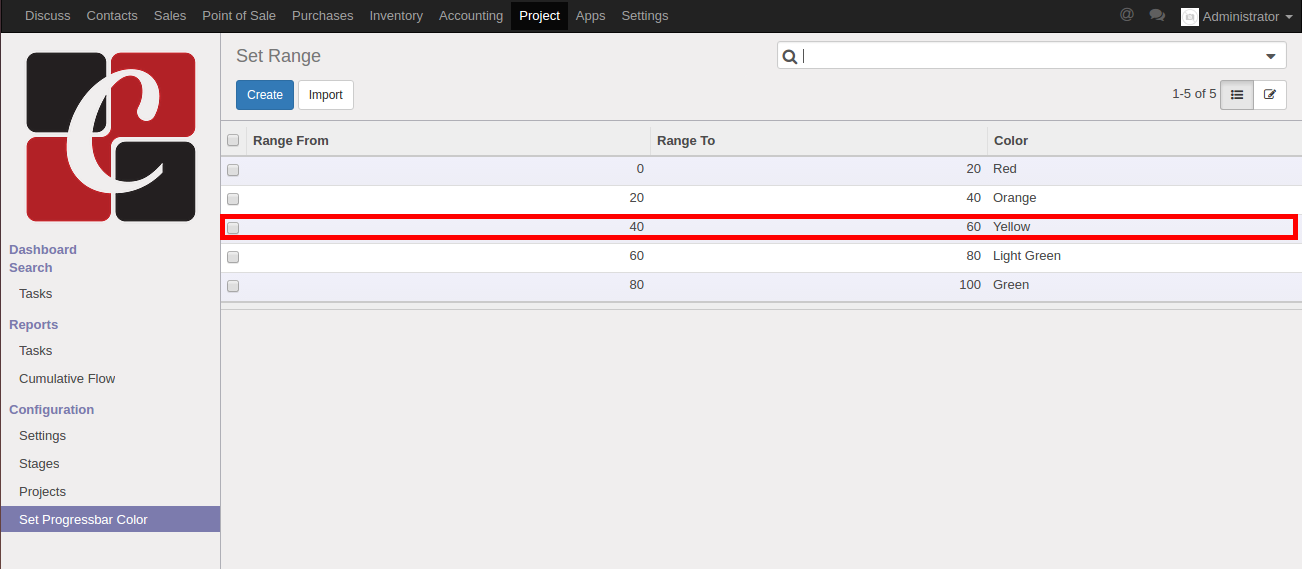 Discuss Contacts Sales Point of Sale Purchases Inventory Accounting Project Apps Settings @ Administrator
Set Range
Create Import
1-5 of 5
C
Dashboard
Search
Tasks
Reports
Tasks
Cumulative Flow
Configuration
Settings
Stages
Projects
Set Progressbar Color
Range From Range To Color
0 20 Red
20 40 Orange
40 60 Yellow
60 80 Light Green
80 100 Green